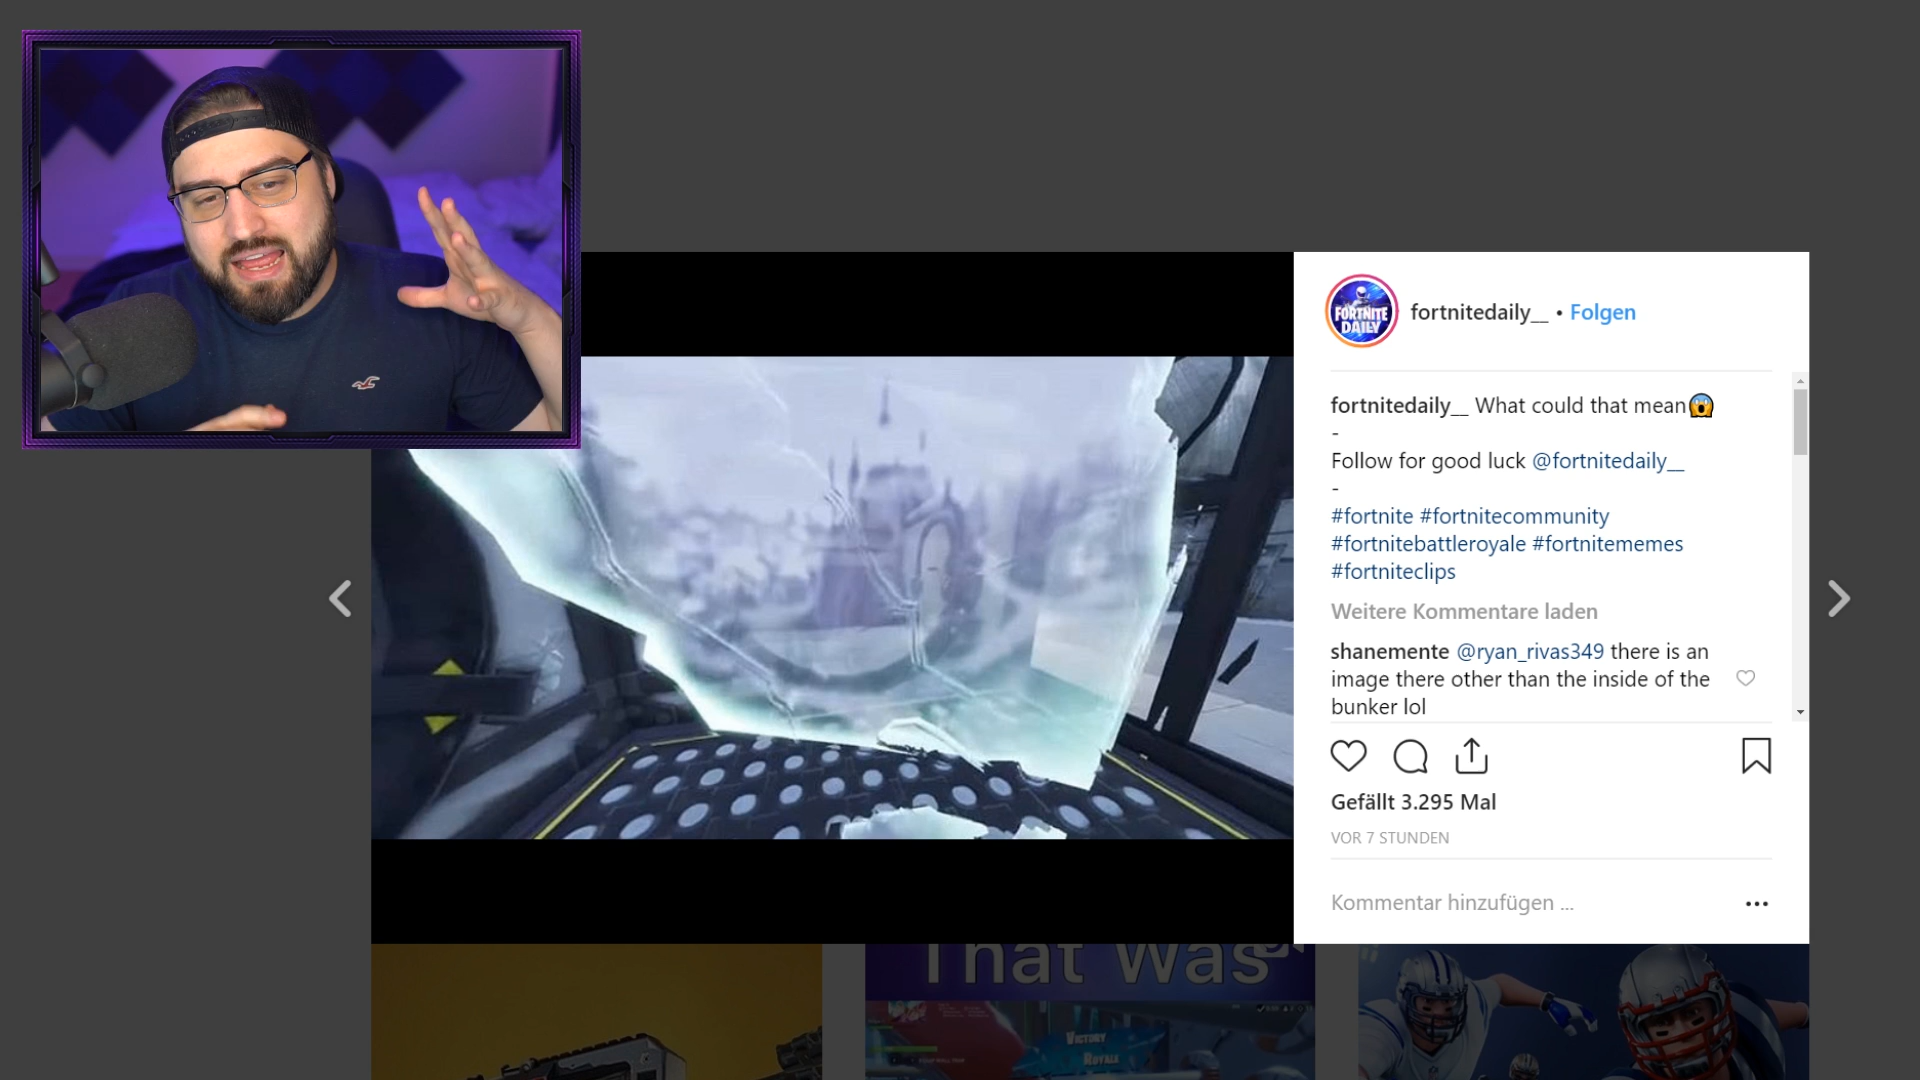 FORTNITE
DAILY
fortnitedaily__ • Folgen
fortnitedaily__ What could that mean😱
-
Follow for good luck @fortnitedaily__
-
#fortnite #fortnitecommunity
#fortnitebattleroyale #fortnitememes
#fortniteclips
Weitere Kommentare laden
shanemente @ryan_rivas349 there is an
image there other than the inside of the
bunker lol
Gefällt 3.295 Mal
VOR 7 STUNDEN
Kommentar hinzufügen ...
That Was
VICTORY
ROYALE